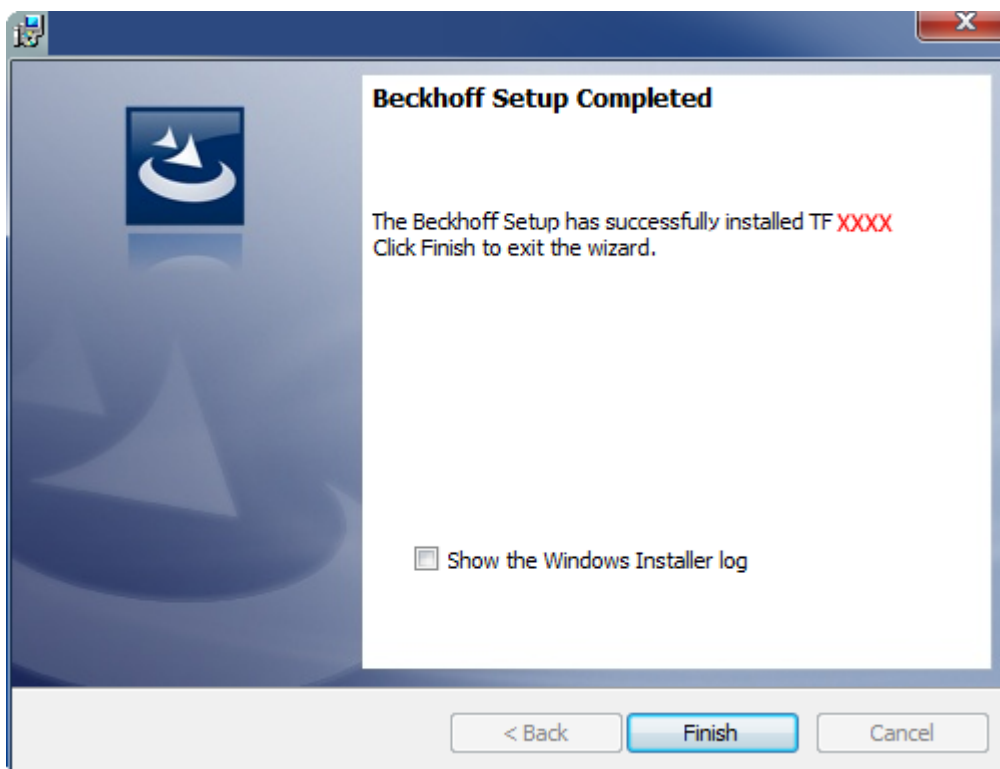 Beckhoff Setup Completed
The Beckhoff Setup has successfully installed TF XXXX
Click Finish to exit the wizard.
Show the Windows Installer log
< Back Finish Cancel